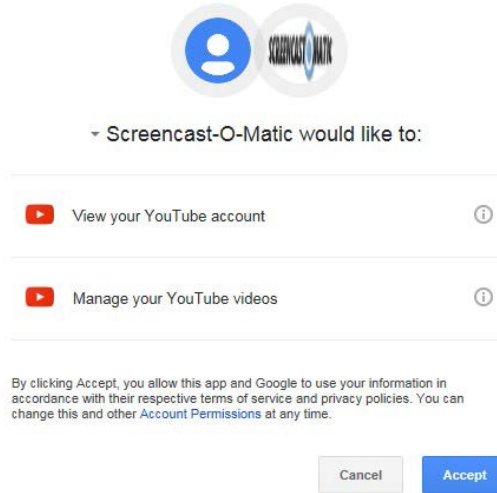 SCREENCAST O MATIC
Screencast-O-Matic would like to:
View your YouTube account
Manage your YouTube videos
By clicking Accept, you allow this app and Google to use your information in
accordance with their respective terms of service and privacy policies. You can
change this and other Account Permissions at any time.
Cancel
Accept